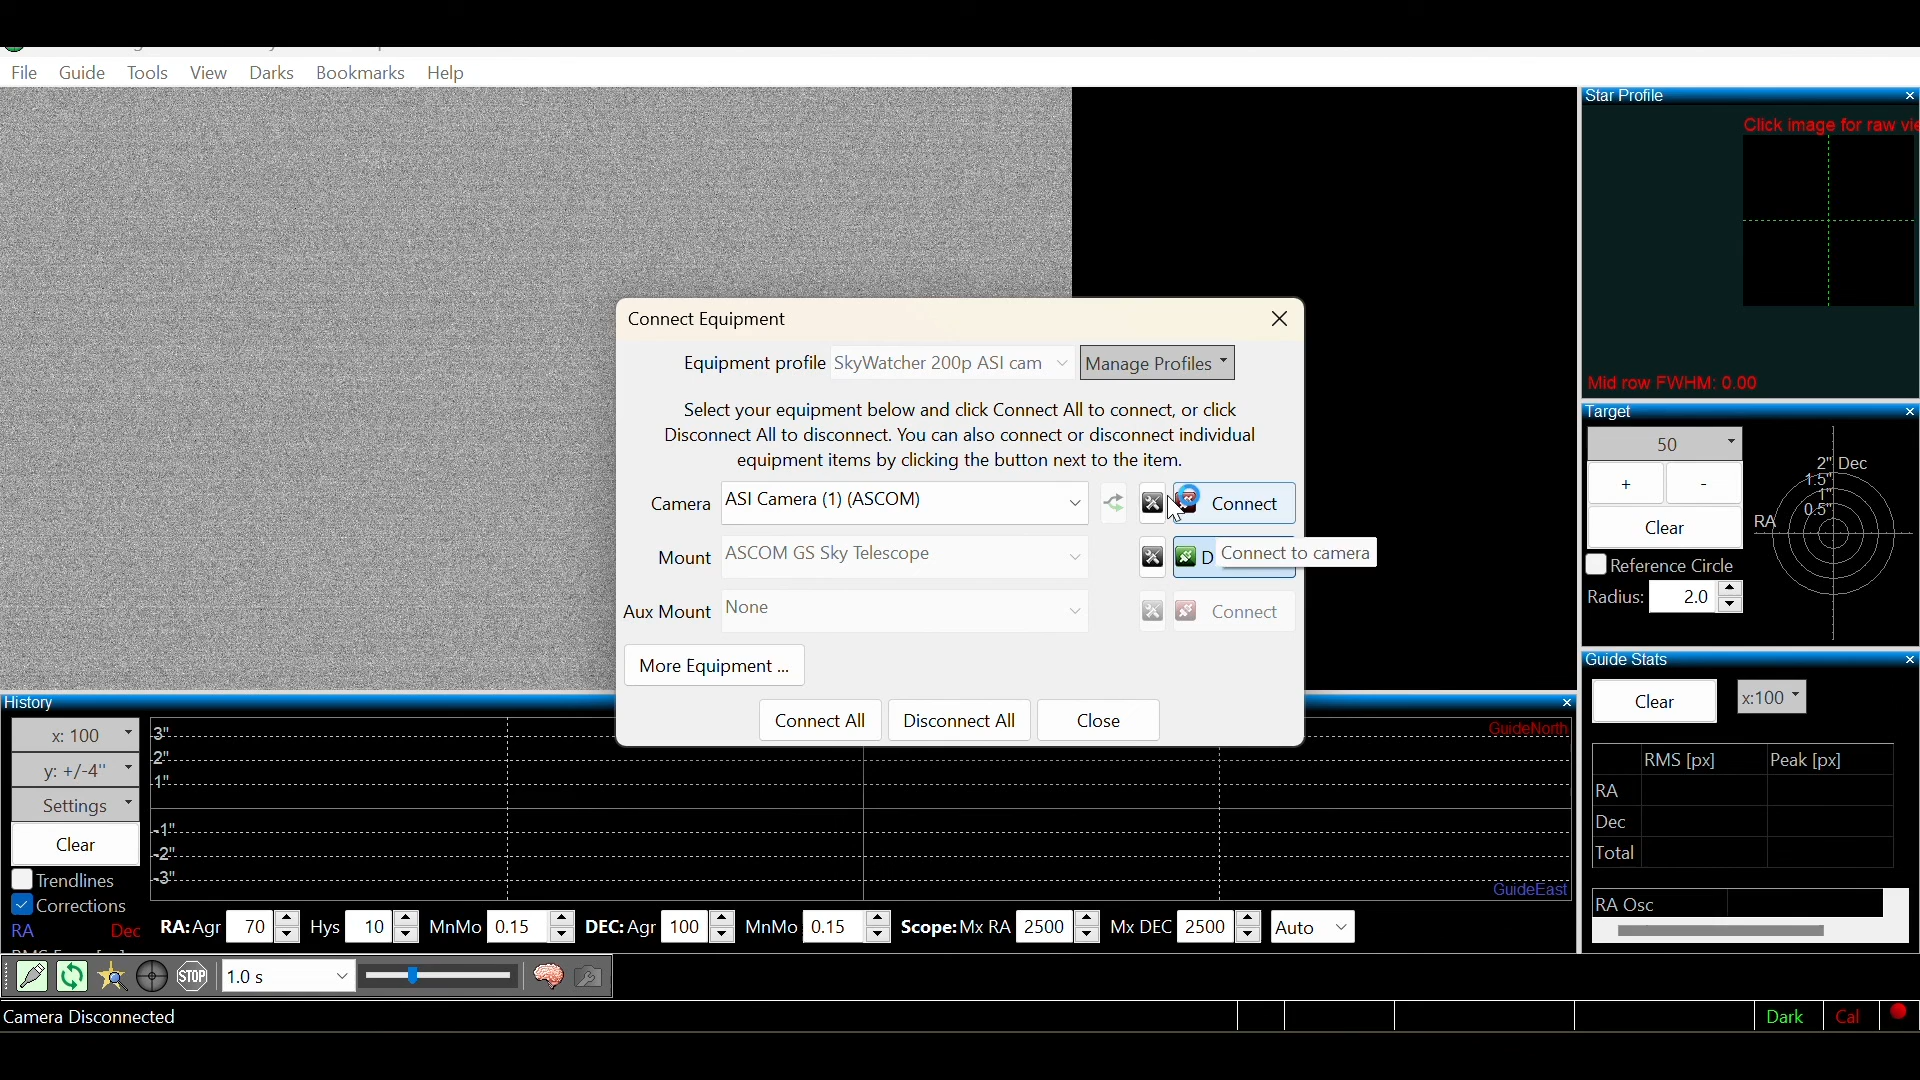 File Guide Tools View Darks Bookmarks Help
Star Profile
Click image for raw vie
Mid row FWHM: 0.00
Connect Equipment
Equipment profile SkyWatcher 200p ASI cam Manage Profiles
Select your equipment below and click Connect All to connect, or click
Disconnect All to disconnect. You can also connect or disconnect individual
equipment items by clicking the button next to the item.
Camera ASI Camera (1) (ASCOM) Connect
Mount ASCOM GS Sky Telescope D
Connect to camera
Aux Mount None Connect
More Equipment ...
Connect All Disconnect All Close
Target
50
+ -
Clear
Reference Circle
Radius: 2.0
2" Dec
1.5"
1"
0.5"
RA
Guide Stats
Clear x:100
RMS [px] Peak [px]
RA
Dec
Total
RA Osc
History
x: 100
y: +/-4"
Settings
Clear
Trendlines
Corrections
RA Dec
3"
2"
1"
-1"
-2"
-3"
GuideNorth
GuideEast
RA: Agr 70 Hys 10 MnMo 0.15 DEC: Agr 100 MnMo 0.15 Scope: Mx RA 2500 Mx DEC 2500 Auto
STOP 1.0 s
Camera Disconnected Dark Cal